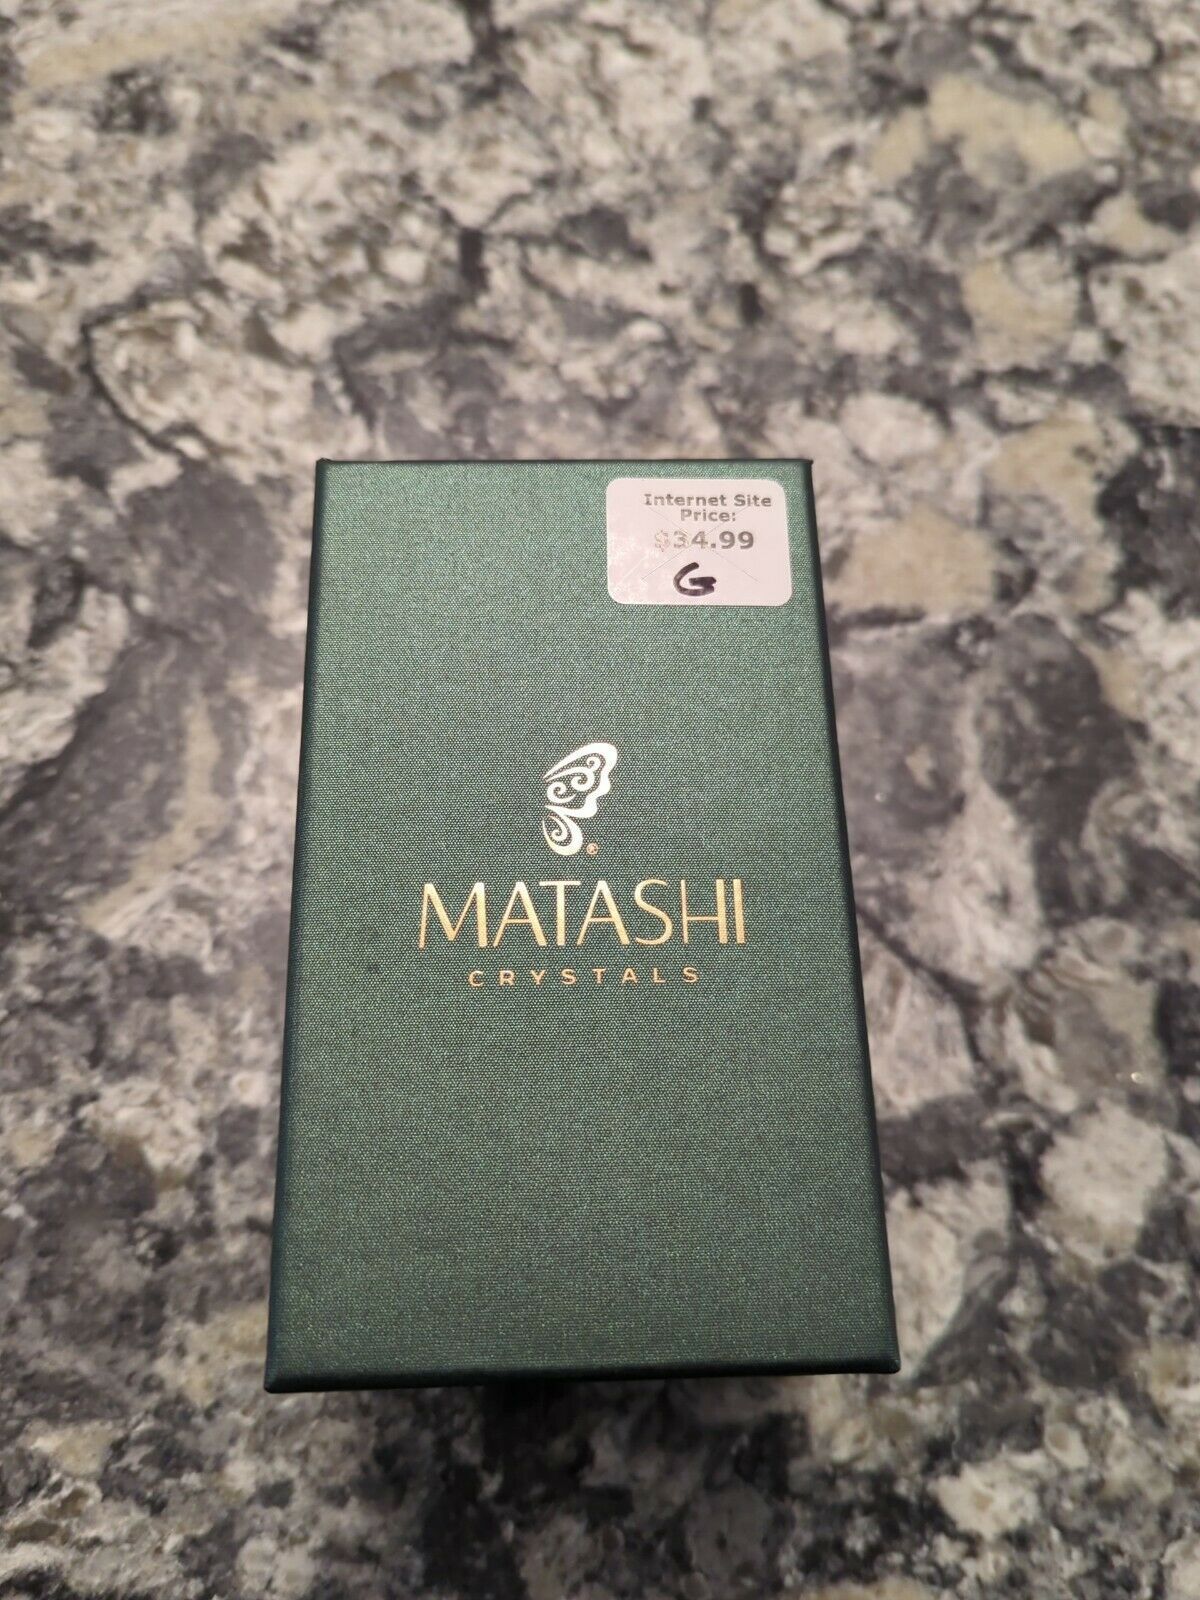 Internet Site
Price:
$34.99
G
®
MATASHI
CRYSTALS